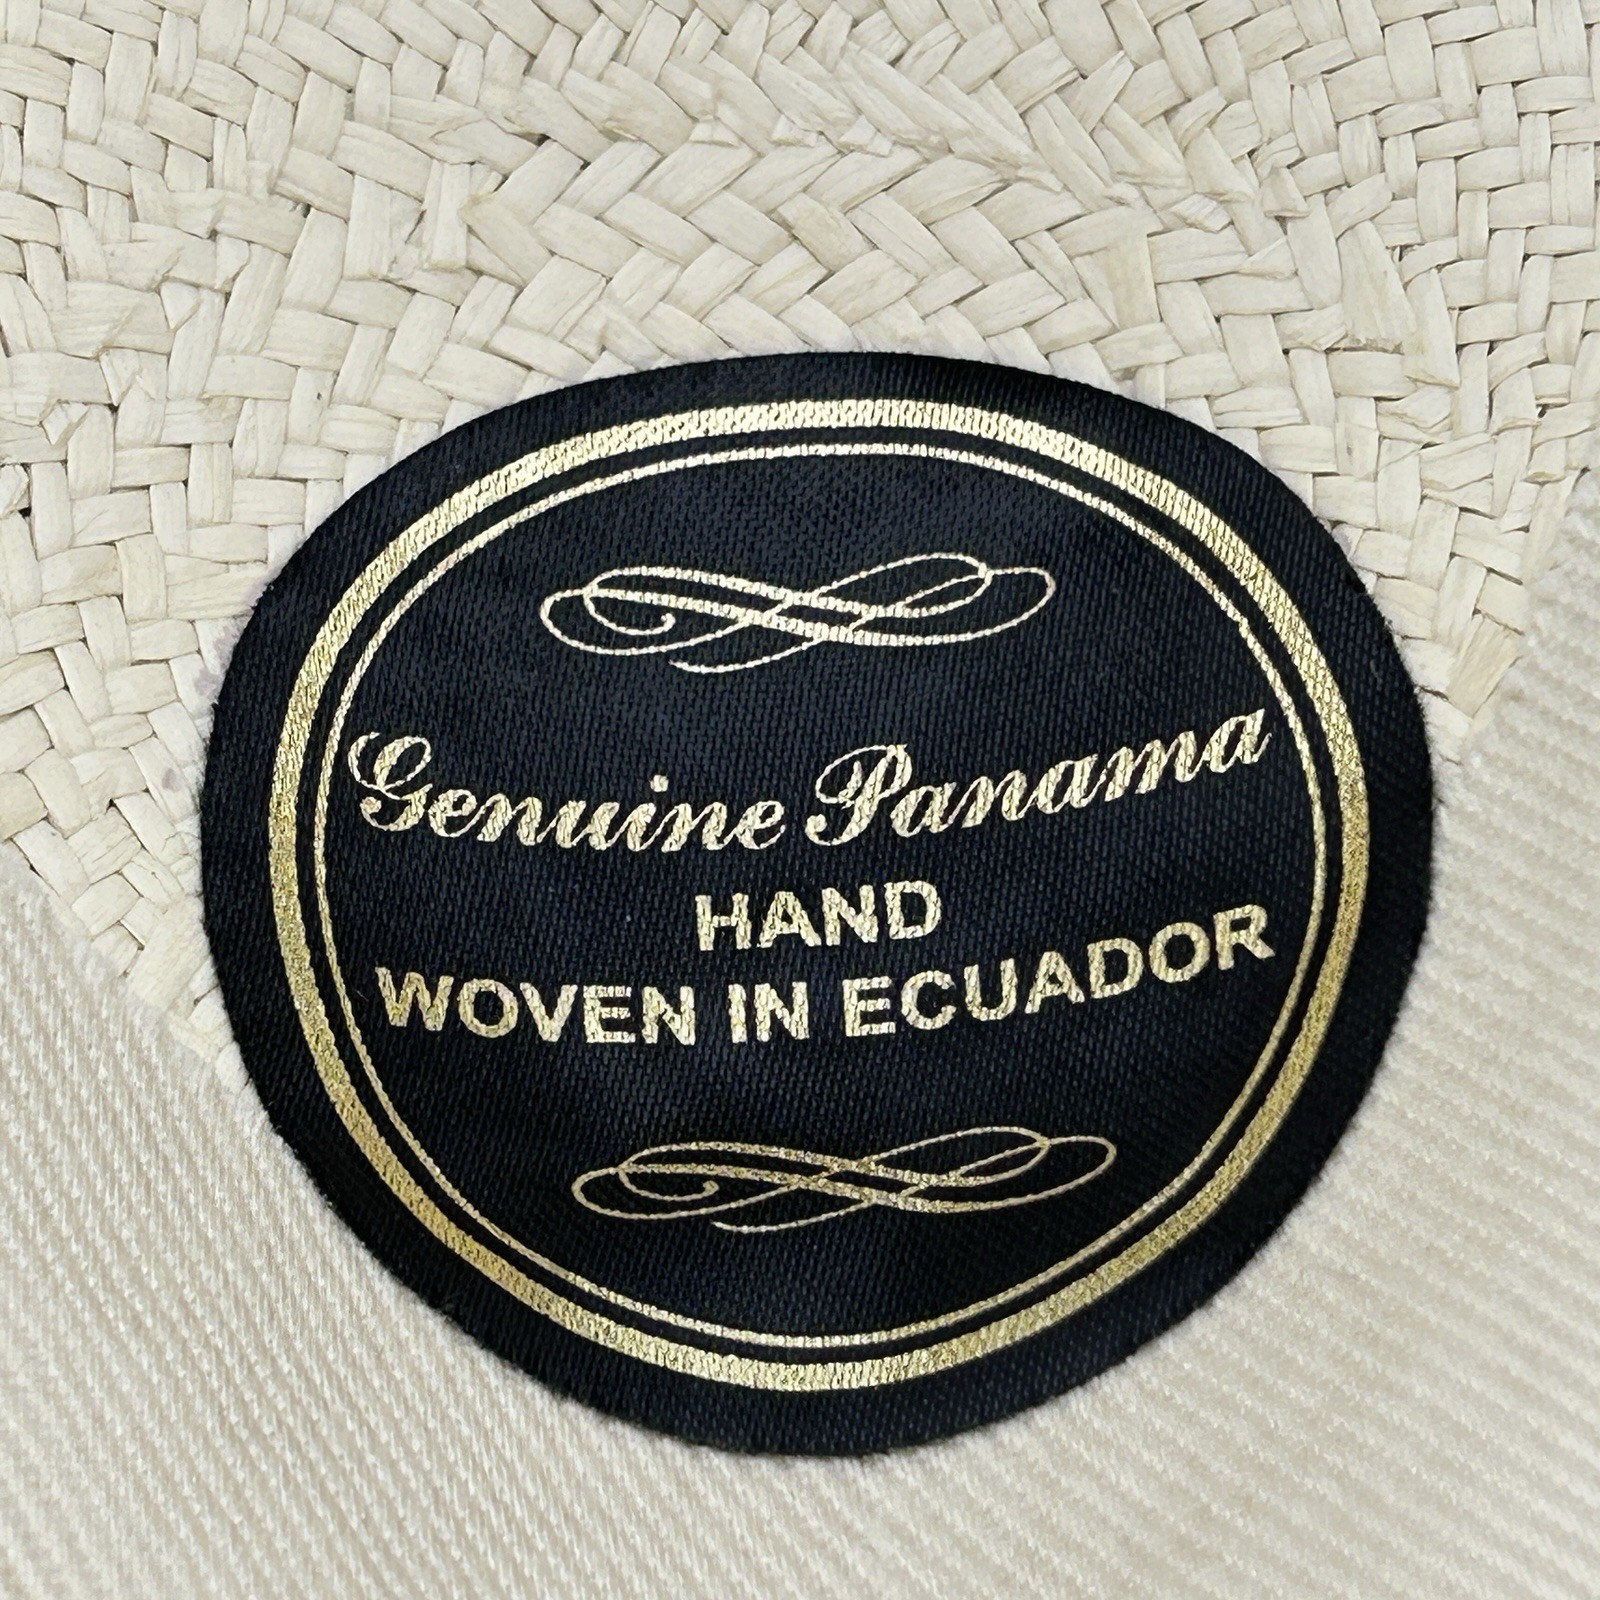 Genuine Panama
HAND
WOVEN IN ECUADOR